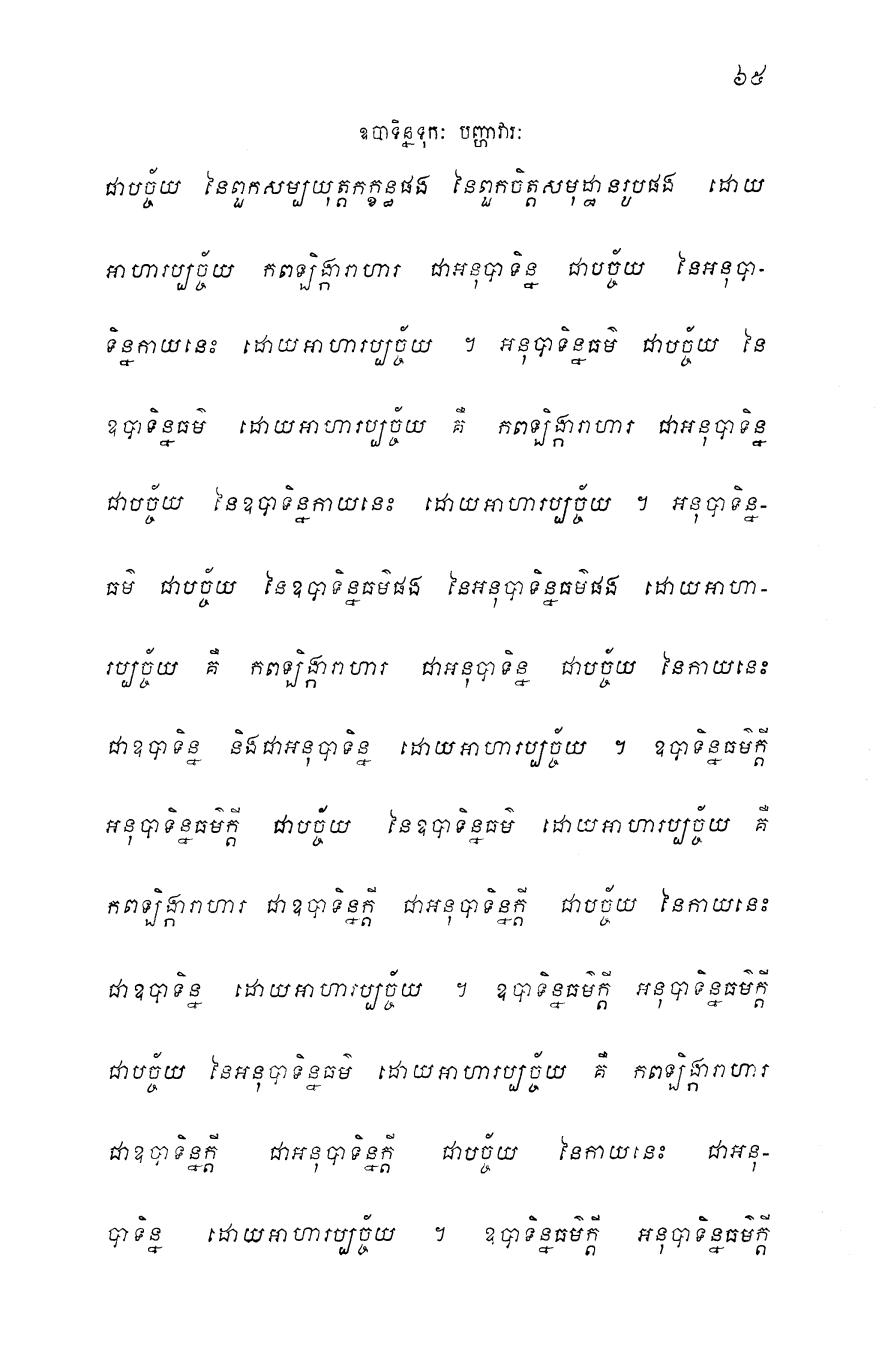 ៦៥
ឧបាទិន្នទុកៈ បញ្ហាវារៈ
ជាបច្ច័យ នៃពួកសម្បយុត្តកក្ខន្ធផង នៃពួកចិត្តសមុដ្ឋានរូបផង ដោយ
អាហារប្បច្ច័យ កពឡិង្ការាហារ ជាអនុបាទិន្ន ជាបច្ច័យ នៃអនុបា-
ទិន្នកាយនេះ ដោយអាហារប្បច្ច័យ ។ អនុបាទិន្នធម៌ ជាបច្ច័យ នៃ
ឧបាទិន្នធម៌ ដោយអាហារប្បច្ច័យ គឺ កពឡិង្ការាហារ ជាអនុបាទិន្ន
ជាបច្ច័យ នៃឧបាទិន្នកាយនេះ ដោយអាហារប្បច្ច័យ ។ អនុបាទិន្ន-
ធម៌ ជាបច្ច័យ នៃឧបាទិន្នធម៌ផង នៃអនុបាទិន្នធម៌ផង ដោយអាហា-
រប្បច្ច័យ គឺ កពឡិង្ការាហារ ជាអនុបាទិន្ន ជាបច្ច័យ នៃកាយនេះ
ជាឧបាទិន្ន និងជាអនុបាទិន្ន ដោយអាហារប្បច្ច័យ ។ ឧបាទិន្នធម៌ក្តី
អនុបាទិន្នធម៌ក្តី ជាបច្ច័យ នៃឧបាទិន្នធម៌ ដោយអាហារប្បច្ច័យ គឺ
កពឡិង្ការាហារ ជាឧបាទិន្នក្តី ជាអនុបាទិន្នក្តី ជាបច្ច័យ នៃកាយនេះ
ជាឧបាទិន្ន ដោយអាហារប្បច្ច័យ ។ ឧបាទិន្នធម៌ក្តី អនុបាទិន្នធម៌ក្តី
ជាបច្ច័យ នៃអនុបាទិន្នធម៌ ដោយអាហារប្បច្ច័យ គឺ កពឡិង្ការាហារ
ជាឧបាទិន្នក្តី ជាអនុបាទិន្នក្តី ជាបច្ច័យ នៃកាយនេះ ជាអនុ-
បាទិន្ន ដោយអាហារប្បច្ច័យ ។ ឧបាទិន្នធម៌ក្តី អនុបាទិន្នធម៌ក្តី